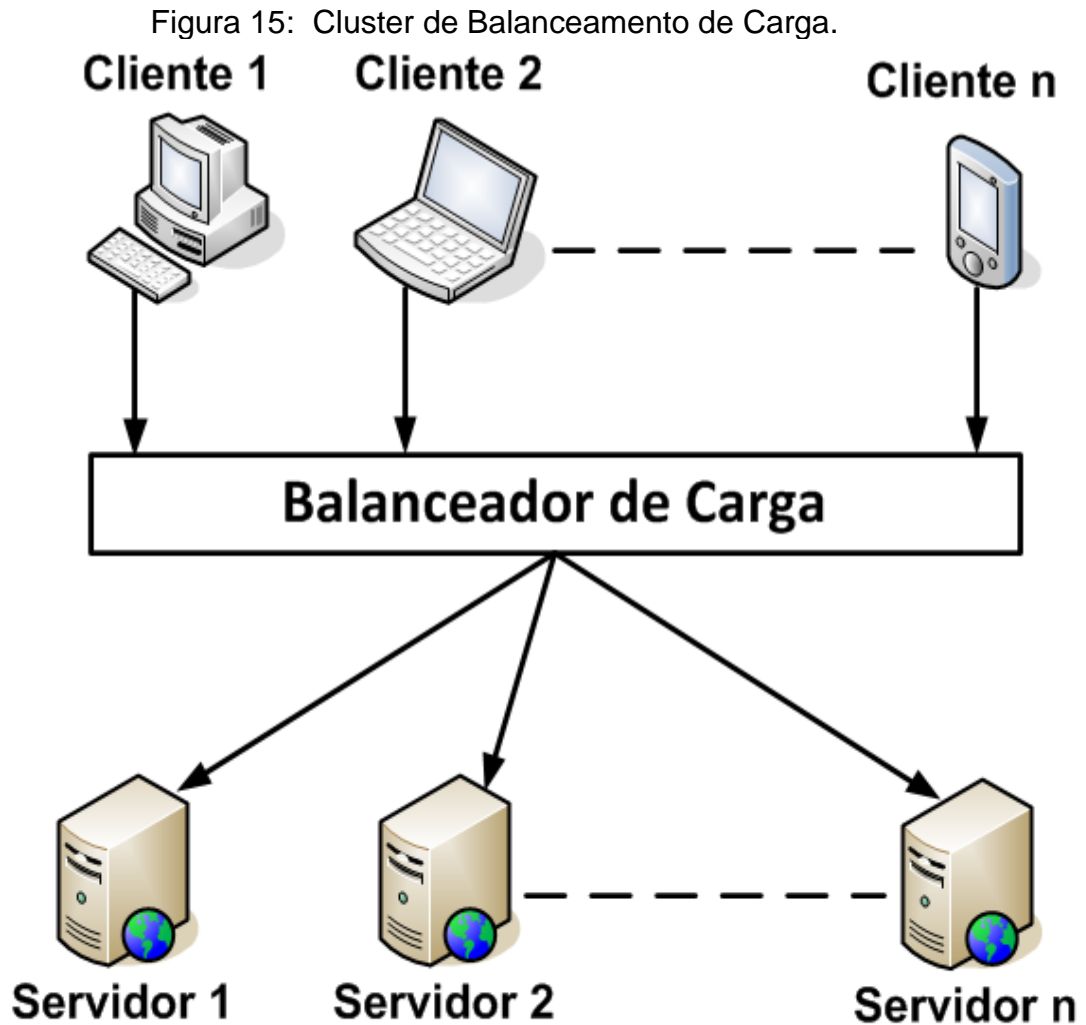 Figura 15: Cluster de Balanceamento de Carga.
Cliente 1 Cliente 2 Cliente n
Balanceador de Carga
Servidor 1 Servidor 2 Servidor n